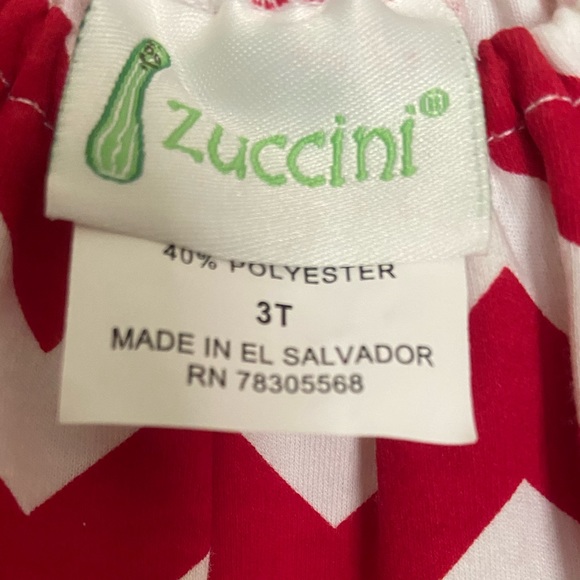 zuccini®
40% POLYESTER
3T
MADE IN EL SALVADOR
RN 78305568